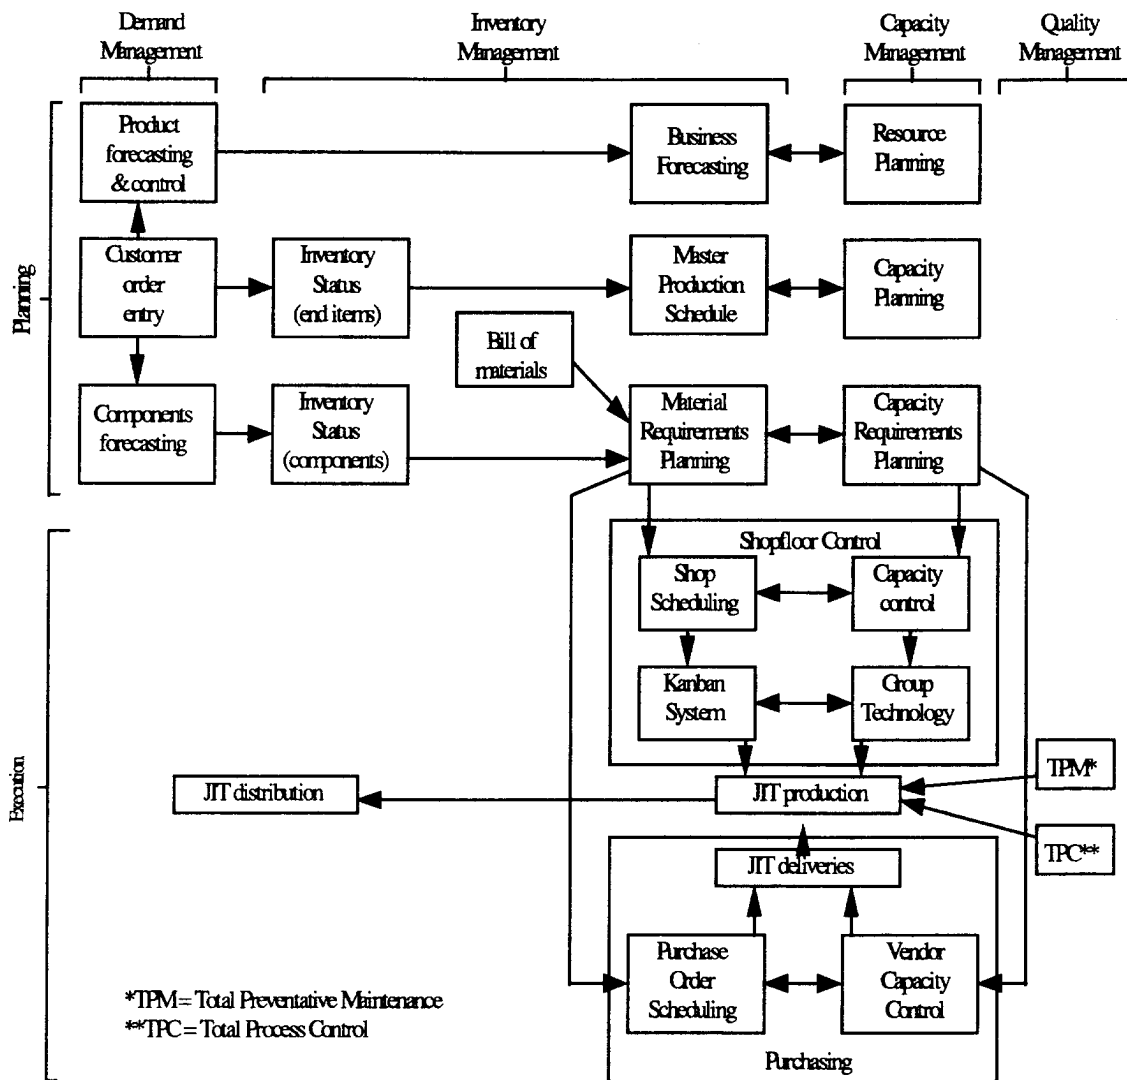 Demand
Management
Inventory
Management
Capacity
Management
Quality
Management
Planning
Product
forecasting
& control
Business
Forecasting
Resource
Planning
Customer
order
entry
Inventory
Status
(end items)
Master
Production
Schedule
Capacity
Planning
Bill of
materials
Components
forecasting
Inventory
Status
(components)
Material
Requirements
Planning
Capacity
Requirements
Planning
Execution
Shopfloor Control
Shop
Scheduling
Capacity
control
Kanban
System
Group
Technology
JIT distribution
JIT production
TPM*
TPC**
JIT deliveries
Purchase
Order
Scheduling
Vendor
Capacity
Control
Purchasing
*TPM = Total Preventative Maintenance
**TPC = Total Process Control